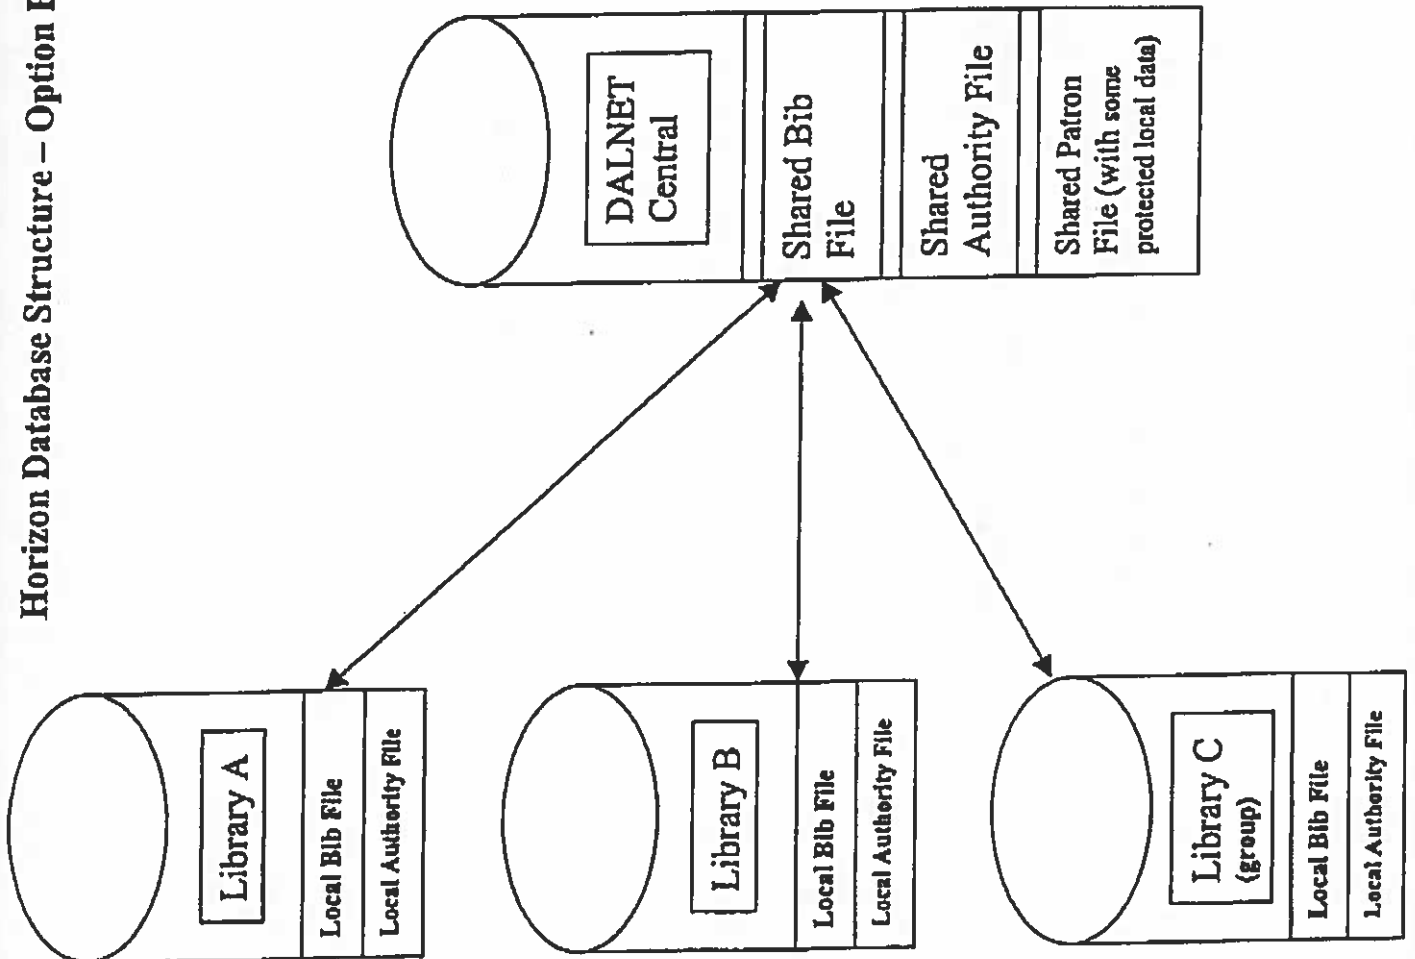 Horizon Database Structure – Option
Library A
Local Bib File
Local Authority File
Library B
Local Bib File
Local Authority File
Library C
(group)
Local Bib File
Local Authority File
DALNET
Central
Shared Bib
File
Shared
Authority File
Shared Patron
File (with some
protected local data)